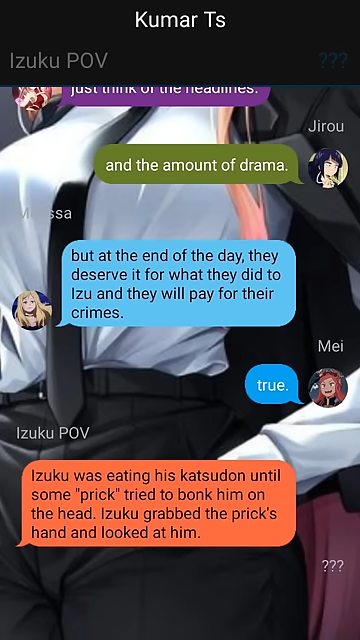 Kumar Ts
Izuku POV
???
just think of the headlines.
Jirou
and the amount of drama.
Melissa
but at the end of the day, they
deserve it for what they did to
Izu and they will pay for their
crimes.
Mei
true.
Izuku POV
Izuku was eating his katsudon until
some "prick" tried to bonk him on
the head. Izuku grabbed the prick's
hand and looked at him.
???